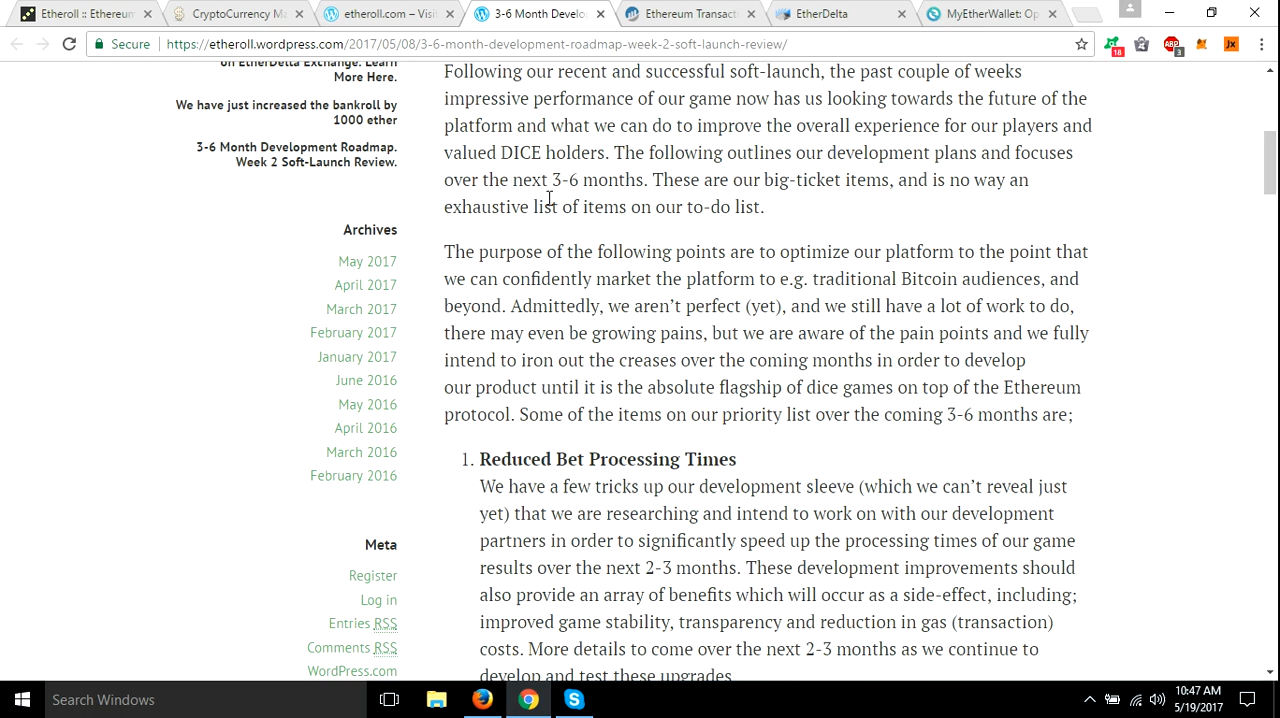 Etheroll :: Ethereu
CryptoCurrency Ma
etheroll.com – Visi
3-6 Month Develo
Ethereum Transact
EtherDelta
MyEtherWallet: Op
Secure
https://etheroll.wordpress.com/2017/05/08/3-6-month-development-roadmap-week-2-soft-launch-review/
18
ABP
3
JX
on EtherDelta Exchange. Learn
More Here.
We have just increased the bankroll by
1000 ether
3-6 Month Development Roadmap.
Week 2 Soft-Launch Review.
Archives
May 2017
April 2017
March 2017
February 2017
January 2017
June 2016
May 2016
April 2016
March 2016
February 2016
Meta
Register
Log in
Entries RSS
Comments RSS
WordPress.com
Following our recent and successful soft-launch, the past couple of weeks
impressive performance of our game now has us looking towards the future of the
platform and what we can do to improve the overall experience for our players and
valued DICE holders. The following outlines our development plans and focuses
over the next 3-6 months. These are our big-ticket items, and is no way an
exhaustive list of items on our to-do list.
The purpose of the following points are to optimize our platform to the point that
we can confidently market the platform to e.g. traditional Bitcoin audiences, and
beyond. Admittedly, we aren't perfect (yet), and we still have a lot of work to do,
there may even be growing pains, but we are aware of the pain points and we fully
intend to iron out the creases over the coming months in order to develop
our product until it is the absolute flagship of dice games on top of the Ethereum
protocol. Some of the items on our priority list over the coming 3-6 months are;
1. Reduced Bet Processing Times
We have a few tricks up our development sleeve (which we can't reveal just
yet) that we are researching and intend to work on with our development
partners in order to significantly speed up the processing times of our game
results over the next 2-3 months. These development improvements should
also provide an array of benefits which will occur as a side-effect, including;
improved game stability, transparency and reduction in gas (transaction)
costs. More details to come over the next 2-3 months as we continue to
develop and test these upgrades
Search Windows
10:47 AM
5/19/2017